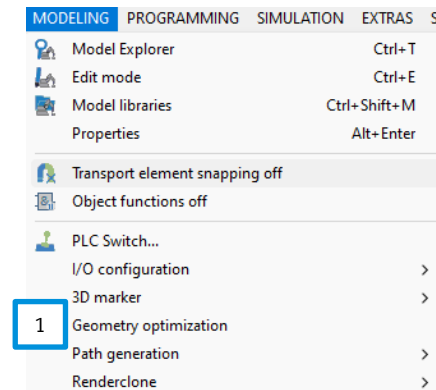 MODELING PROGRAMMING SIMULATION EXTRAS
Model Explorer Ctrl+T
Edit mode Ctrl+E
Model libraries Ctrl+Shift+M
Properties Alt+Enter
Transport element snapping off
Object functions off
PLC Switch...
I/O configuration >
3D marker >
1 Geometry optimization
Path generation >
Renderclone >